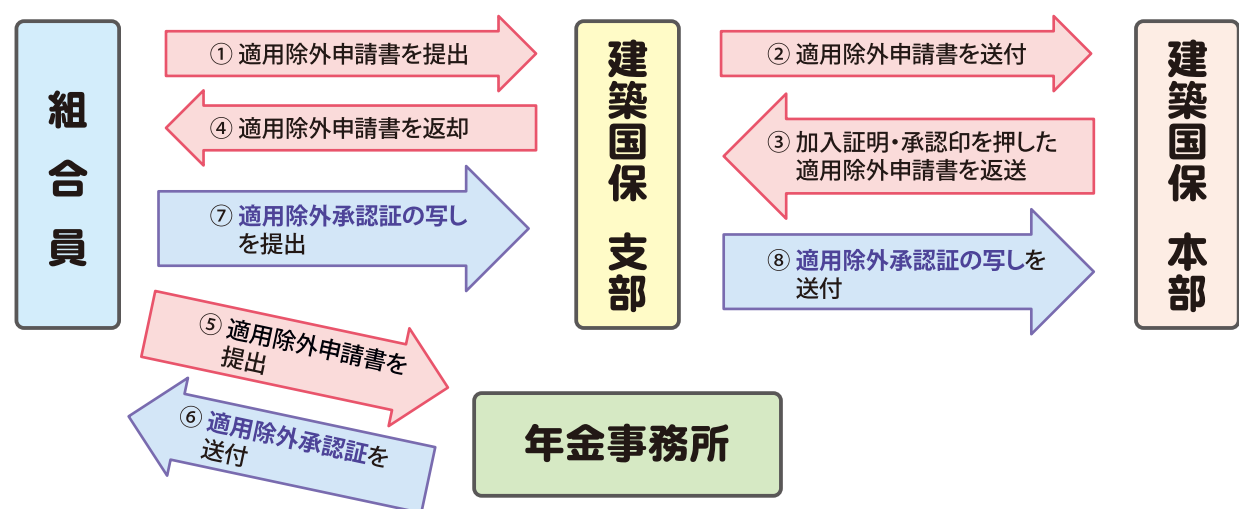 組合員
建築国保 支部
建築国保 本部
① 適用除外申請書を提出
② 適用除外申請書を送付
③ 加入証明・承認印を押した
適用除外申請書を返送
④ 適用除外申請書を返却
⑤ 適用除外申請書を
提出
⑥ 適用除外承認証を
送付
⑦ 適用除外承認証の写し
を提出
⑧ 適用除外承認証の写しを
送付
年金事務所